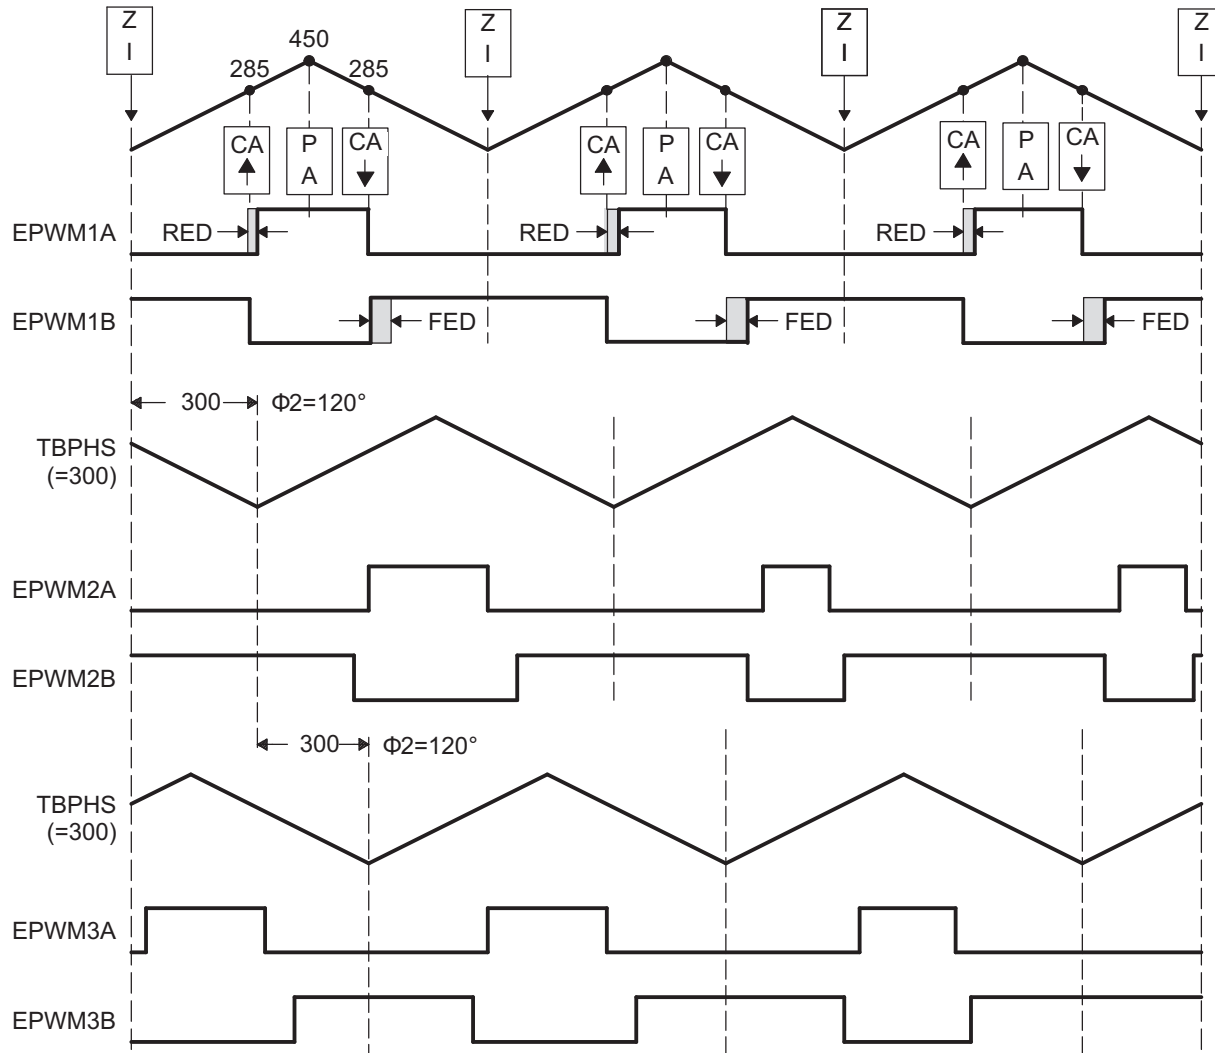 Z Z Z Z
I I I I
450
285 285
CA P CA CA P CA CA P CA
A A A
EPWM1A RED RED RED
EPWM1B FED FED FED
300 Φ2=120°
TBPHS
(=300)
EPWM2A
EPWM2B
300 Φ2=120°
TBPHS
(=300)
EPWM3A
EPWM3B